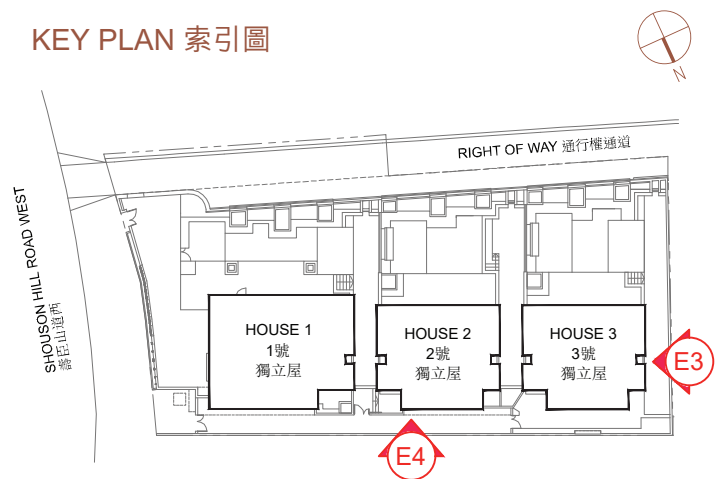 KEY PLAN 索引圖
N
RIGHT OF WAY 通行權通道
SHOUSON HILL ROAD WEST
壽臣山道西
HOUSE 1
1號
獨立屋
HOUSE 2
2號
獨立屋
HOUSE 3
3號
獨立屋
E3
E4